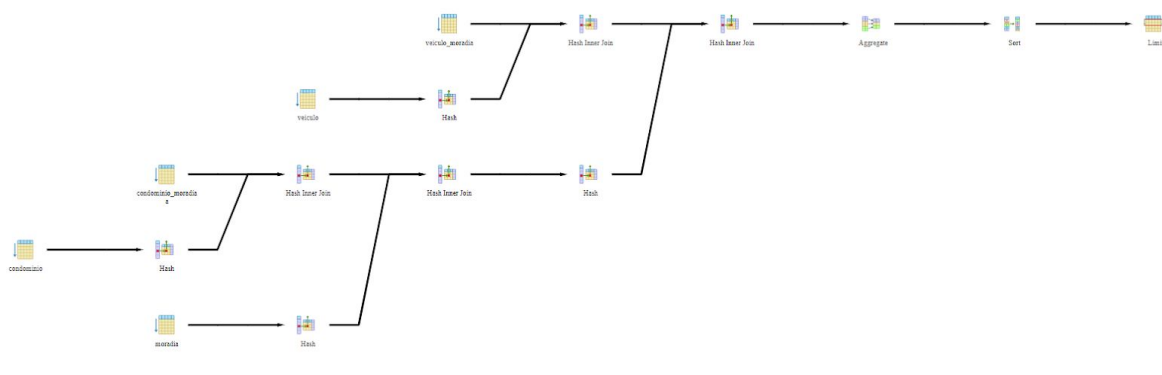 veiculo_moradia
Hash Inner Join
Hash Inner Join
Aggregate
Sort
Limi
veiculo
Hash
condominio_moradi
a
Hash Inner Join
Hash Inner Join
Hash
condominio
Hash
moradia
Hash